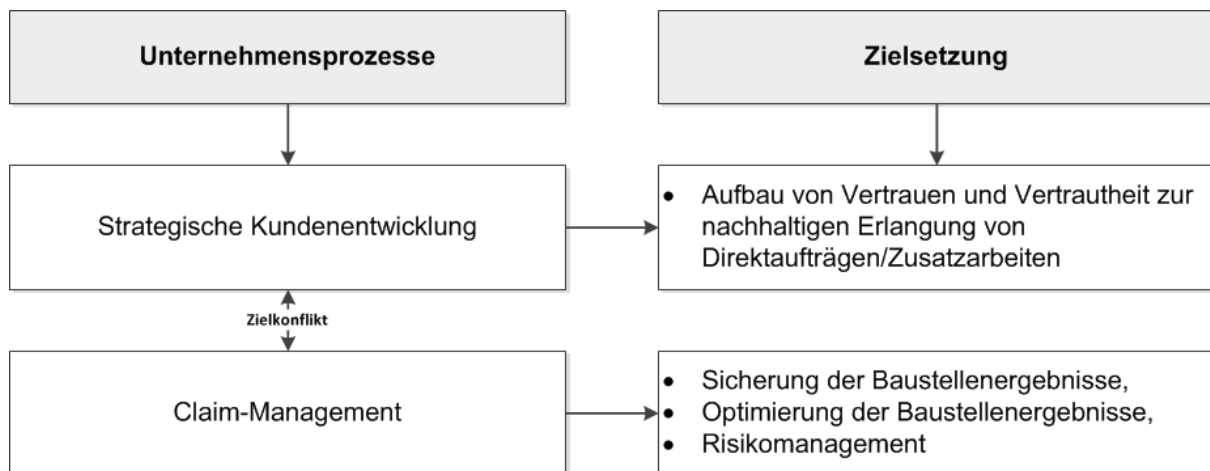 Unternehmensprozesse
Zielsetzung
Strategische Kundenentwicklung
• Aufbau von Vertrauen und Vertrautheit zur
nachhaltigen Erlangung von
Direktaufträgen/Zusatzarbeiten
Zielkonflikt
Claim-Management
• Sicherung der Baustellenergebnisse,
• Optimierung der Baustellenergebnisse,
• Risikomanagement